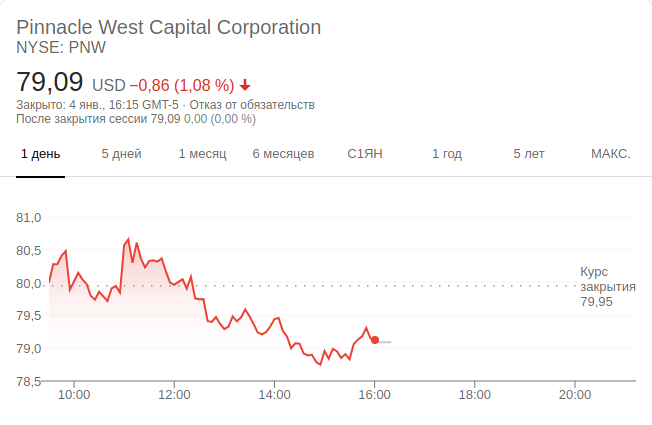 Pinnacle West Capital Corporation
NYSE: PNW
79,09 USD −0,86 (1,08 %)
Закрыто: 4 янв., 16:15 GMT-5 · Отказ от обязательств
После закрытия сессии 79,09 0,00 (0,00 %)
1 день 5 дней 1 месяц 6 месяцев С1ЯН 1 год 5 лет МАКС.
81,0
80,5
80,0
79,5
79,0
78,5
Курс
закрытия
79,95
10:00 12:00 14:00 16:00 18:00 20:00